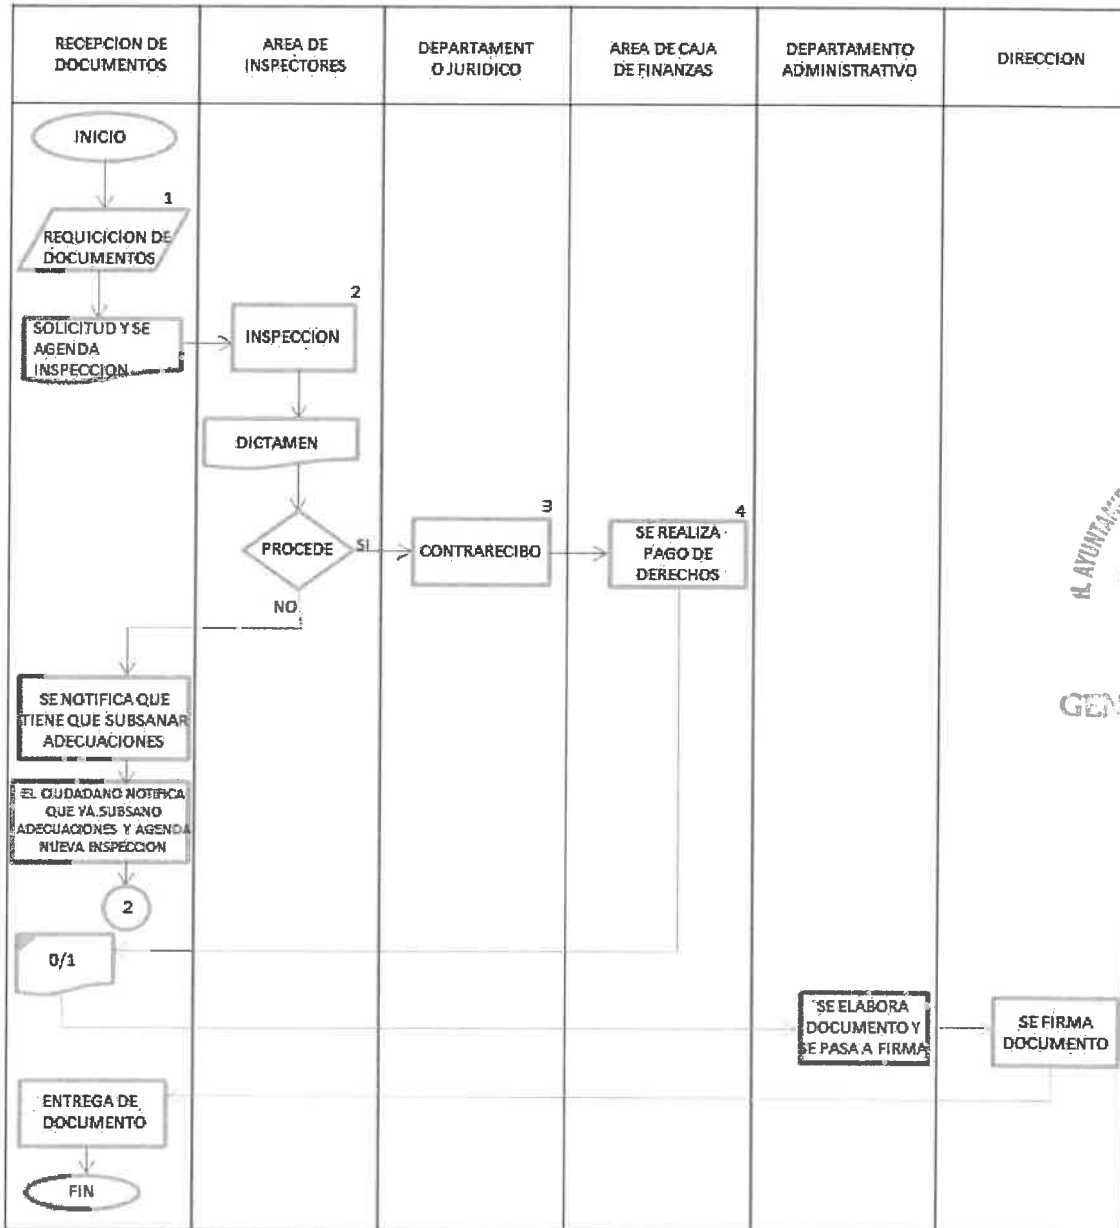 RECEPCION DE
DOCUMENTOS
AREA DE
INSPECTORES
DEPARTAMENT
O JURIDICO
AREA DE CAJA
DE FINANZAS
DEPARTAMENTO
ADMINISTRATIVO
DIRECCION
INICIO
1
REQUICICION DE
DOCUMENTOS
SOLICITUD Y SE
AGENDA
INSPECCION
2
INSPECCION
DICTAMEN
PROCEDE
SI
NO
3
CONTRARECIBO
4
SE REALIZA
PAGO DE
DERECHOS
SE NOTIFICA QUE
TIENE QUE SUBSANAR
ADECUACIONES
EL CIUDADANO NOTIFICA
QUE YA SUBSANO
ADECUACIONES Y AGENDA
NUEVA INSPECCION
2
0/1
SE ELABORA
DOCUMENTO Y
SE PASA A FIRMA
SE FIRMA
DOCUMENTO
ENTREGA DE
DOCUMENTO
FIN